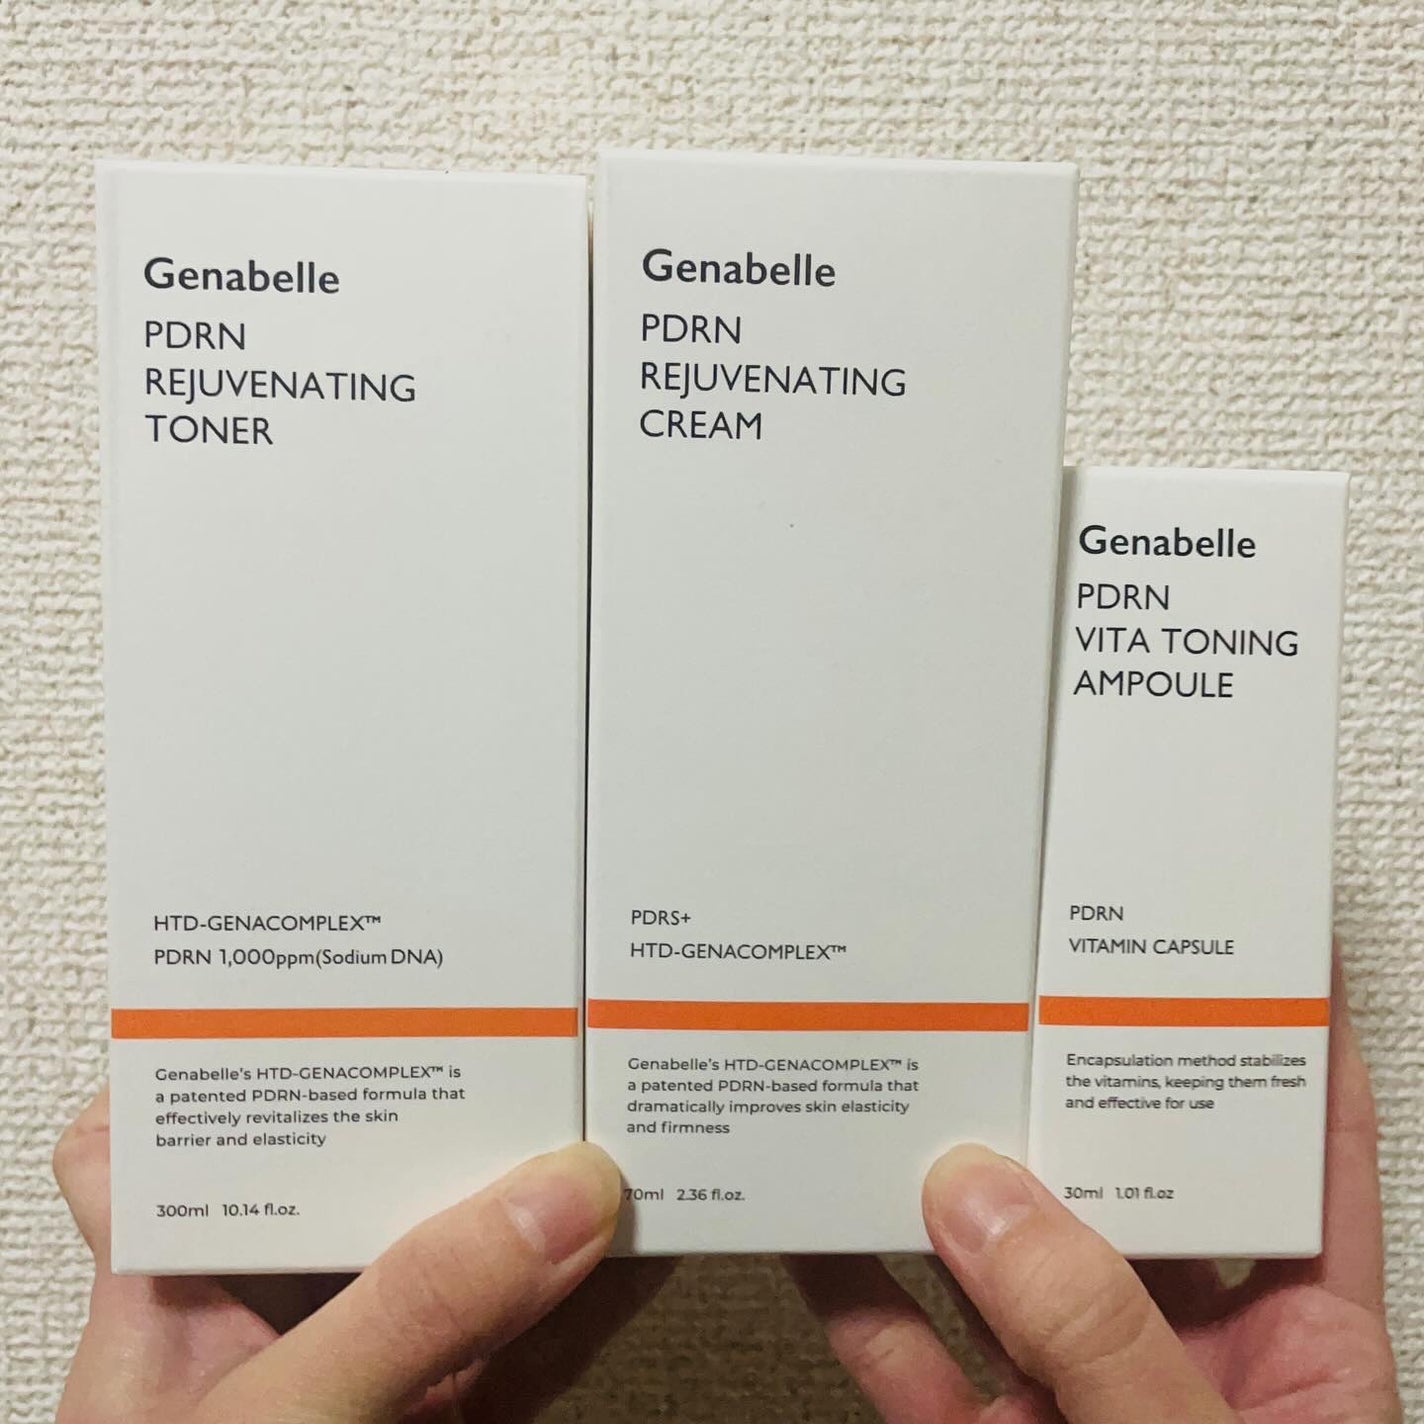 Genabelle
PDRN
REJUVENATING
TONER
HTD-GENACOMPLEX™
PDRN 1,000ppm(Sodium DNA)
Genabelle's HTD-GENACOMPLEX™ is
a patented PDRN-based formula that
effectively revitalizes the skin
barrier and elasticity
300ml 10.14 fl.oz.
Genabelle
PDRN
REJUVENATING
CREAM
PDRS+
HTD-GENACOMPLEX™
Genabelle's HTD-GENACOMPLEX™ is
a patented PDRN-based formula that
dramatically improves skin elasticity
and firmness
70ml 2.36 fl.oz.
Genabelle
PDRN
VITA TONING
AMPOULE
PDRN
VITAMIN CAPSULE
Encapsulation method stabilizes
the vitamins, keeping them fresh
and effective for use
30ml 1.01 fl.oz